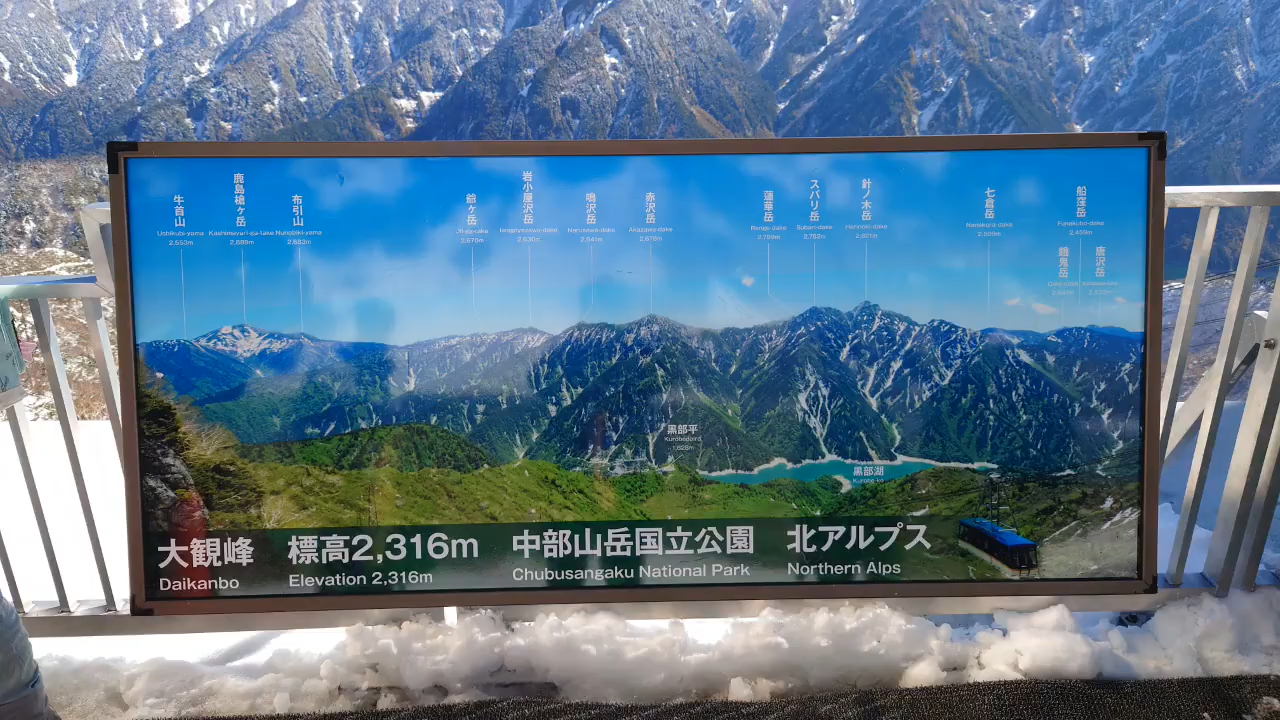 牛首山
Ushikubi-yama
2,553m
鹿島槍ヶ岳
Kashimayari-ga-take
2,889m
布引山
Nunobiki-yama
2,683m
爺ヶ岳
Jii-ga-take
2,670m
岩小屋沢岳
Iwagoyazawa-dake
2,630m
鳴沢岳
Narusawa-dake
2,641m
赤沢岳
Akazawa-dake
2,678m
蓮華岳
Renge-dake
2,799m
スバリ岳
Subari-dake
2,752m
針ノ木岳
Harinoki-dake
2,821m
七倉岳
Nanakura-dake
2,509m
船窪岳
Funakubo-dake
2,459m
餓鬼岳
唐沢岳
黒部平
Kurobedaira
1,828m
黒部湖
Kurobe-ko
大観峰 標高2,316m 中部山岳国立公園 北アルプス
Daikanbo Elevation 2,316m Chubusangaku National Park Northern Alps